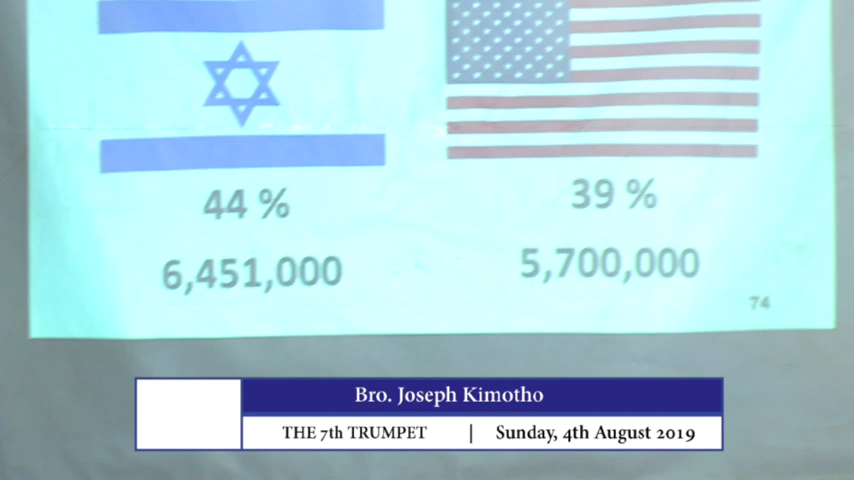 44 %
39 %
6,451,000
5,700,000
74
Bro. Joseph Kimotho
THE 7th TRUMPET | Sunday, 4th August 2019